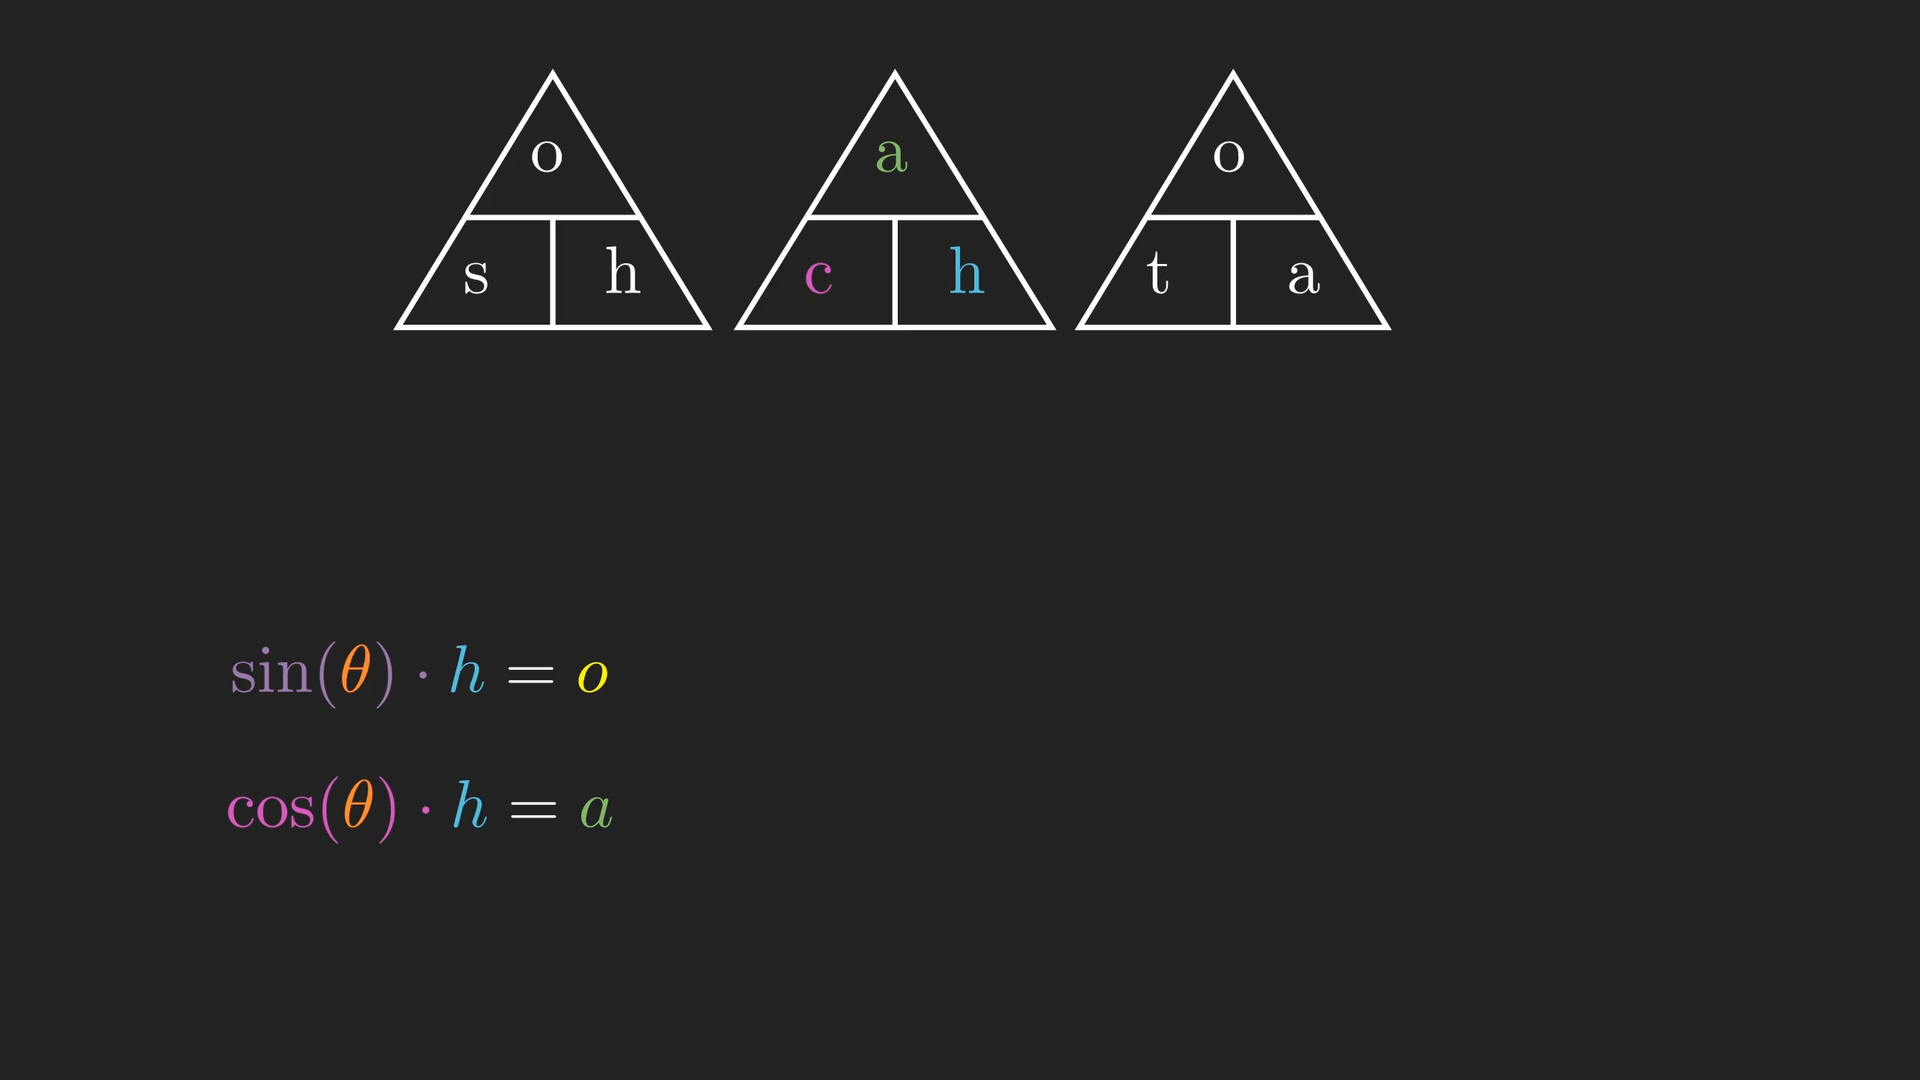 o a o
s h c h t a
sin(θ) · h = o
cos(θ) · h = a